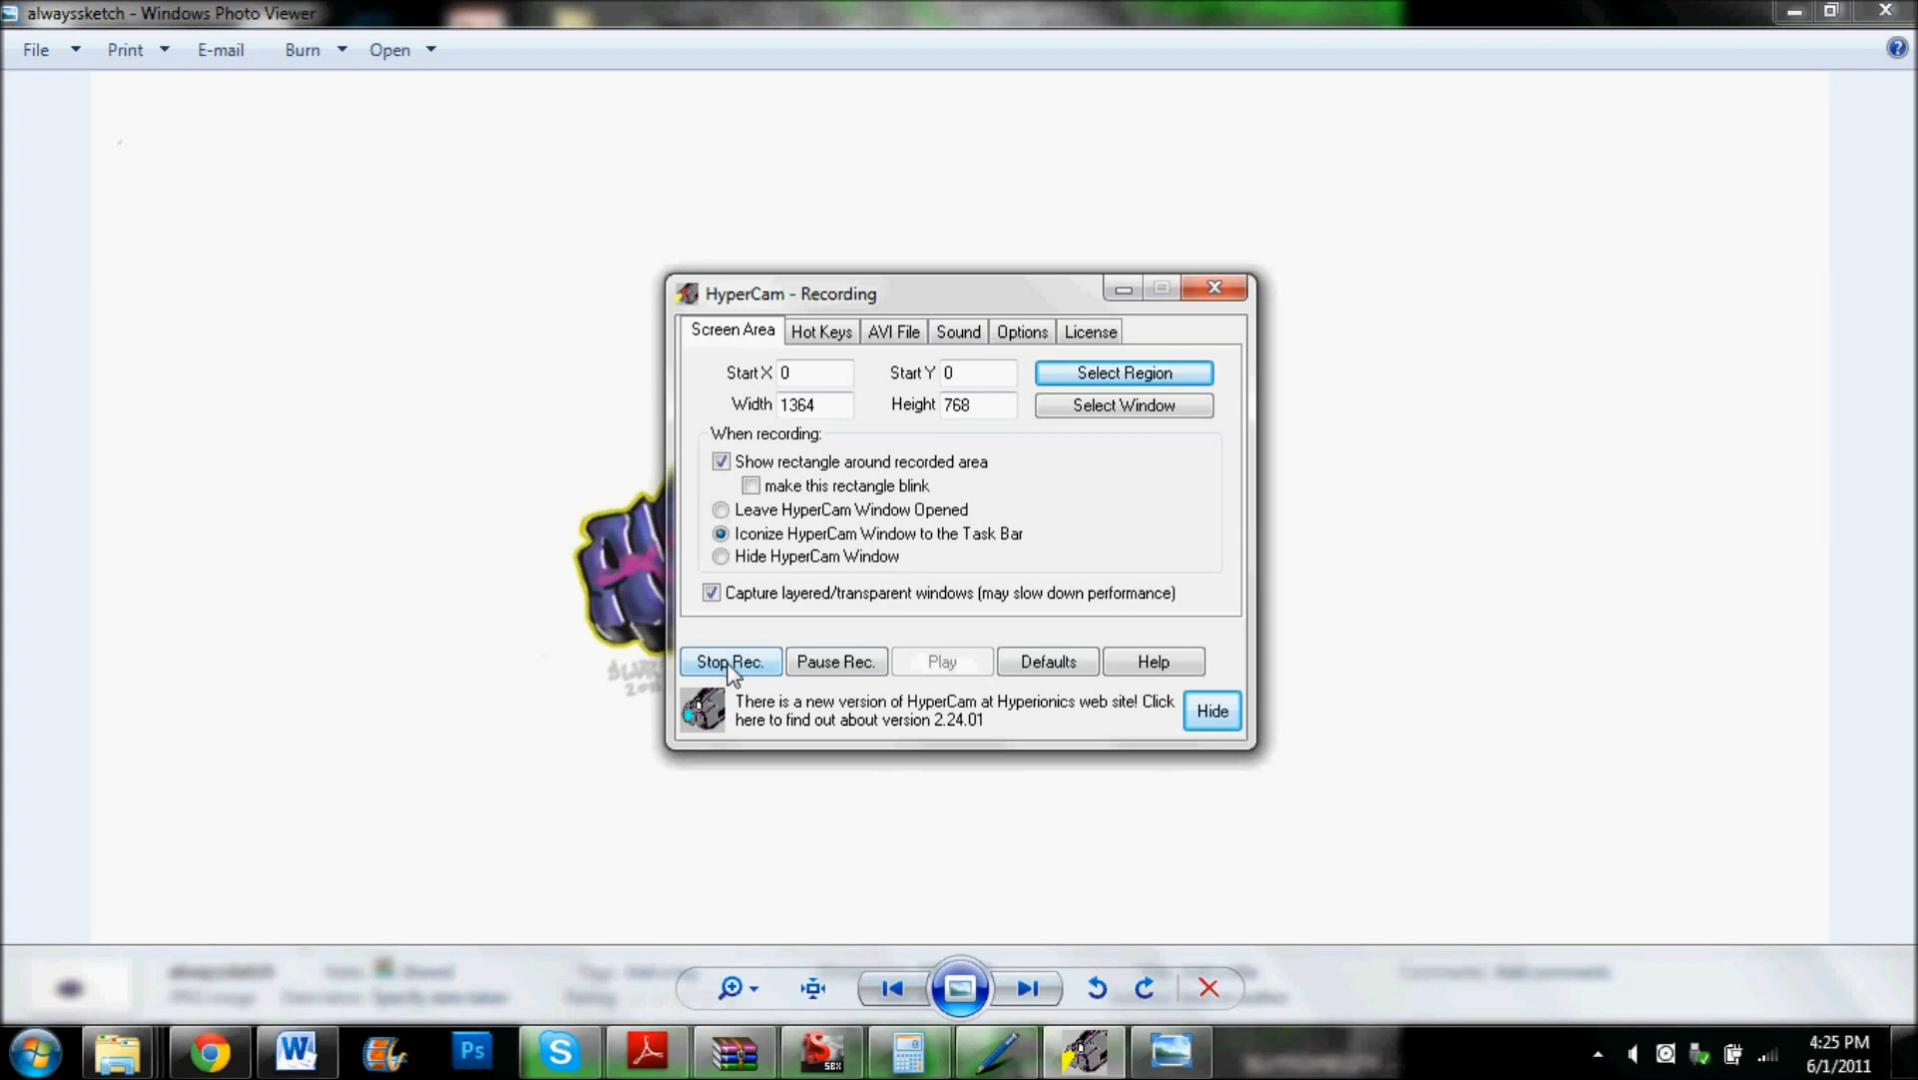 alwayssketch - Windows Photo Viewer
File Print E-mail Burn Open
HyperCam - Recording
Screen Area Hot Keys AVI File Sound Options License
Start X 0 Start Y 0 Select Region
Width 1364 Height 768 Select Window
When recording:
Show rectangle around recorded area
make this rectangle blink
Leave HyperCam Window Opened
Iconize HyperCam Window to the Task Bar
Hide HyperCam Window
Capture layered/transparent windows (may slow down performance)
Stop Rec. Pause Rec. Play Defaults Help
There is a new version of HyperCam at Hyperionics web site! Click
here to find out about version 2.24.01
Hide
W Ps S SBX
4:25 PM
6/1/2011